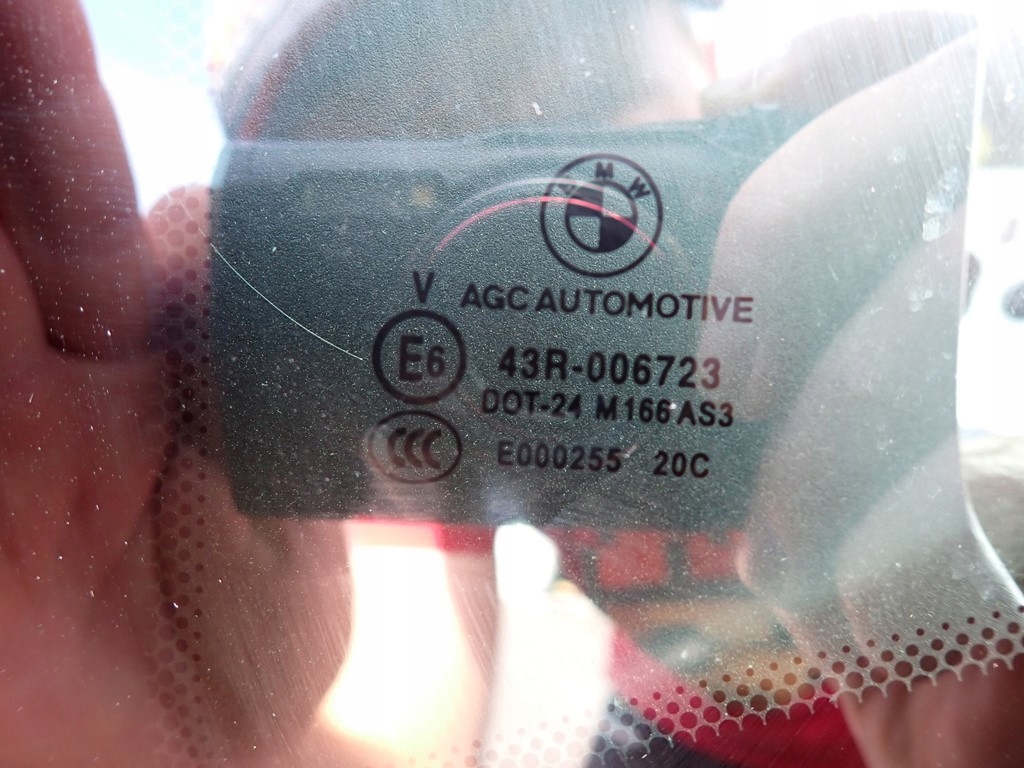 BMW
V AGC AUTOMOTIVE
E6 43R-006723
DOT-24 M166 AS3
CCC E000255 20C